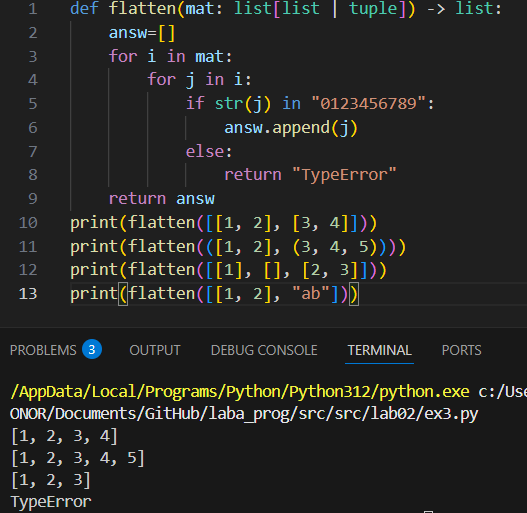 1 def flatten(mat: list[list | tuple]) -> list:
2     answ=[]
3     for i in mat:
4         for j in i:
5             if str(j) in "0123456789":
6                 answ.append(j)
7             else:
8                 return "TypeError"
9     return answ
10 print(flatten([[1, 2], [3, 4]]))
11 print(flatten(([1, 2], (3, 4, 5))))
12 print(flatten([[1], [], [2, 3]]))
13 print(flatten([[1, 2], "ab"]))
PROBLEMS 3 OUTPUT DEBUG CONSOLE TERMINAL PORTS
/AppData/Local/Programs/Python/Python312/python.exe c:/Use
ONOR/Documents/GitHub/laba_prog/src/src/lab02/ex3.py
[1, 2, 3, 4]
[1, 2, 3, 4, 5]
[1, 2, 3]
TypeError